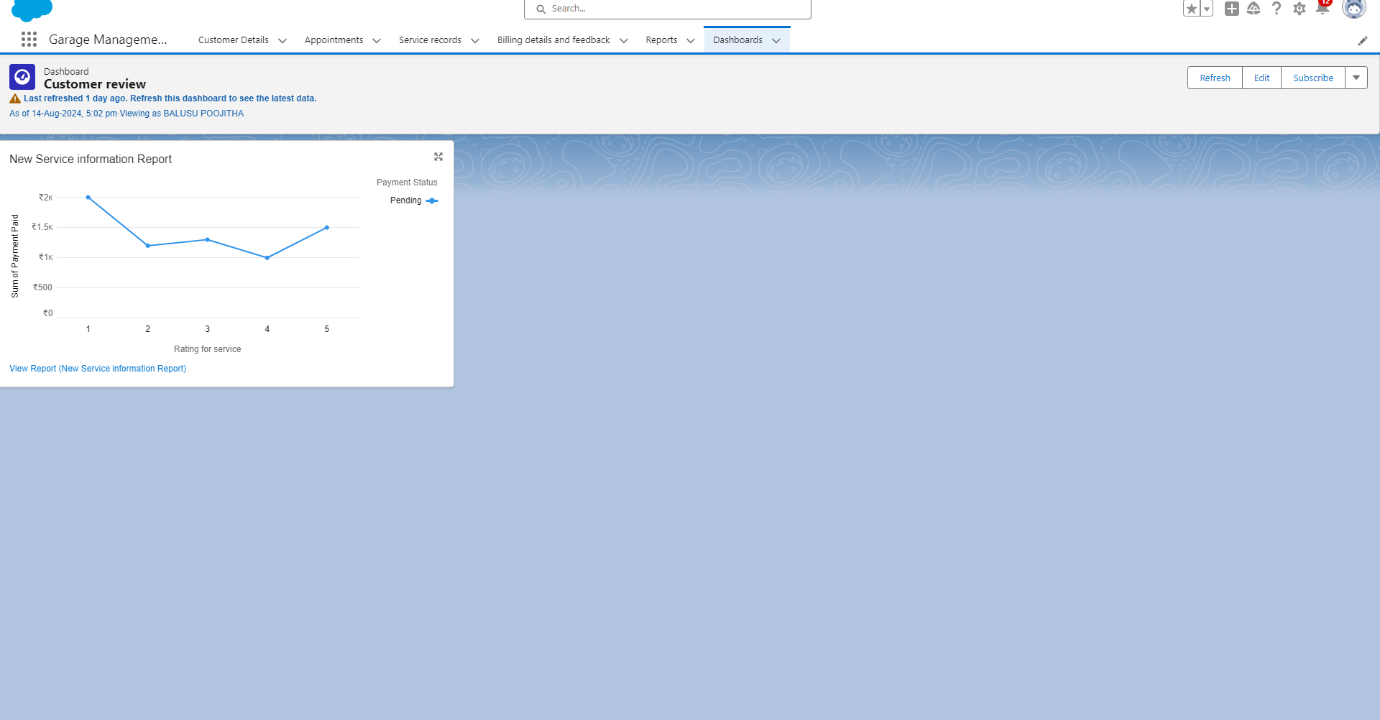 Search...
12
Garage Manageme...
Customer Details
Appointments
Service records
Billing details and feedback
Reports
Dashboards
Dashboard
Customer review
Last refreshed 1 day ago. Refresh this dashboard to see the latest data.
As of 14-Aug-2024, 5:02 pm Viewing as BALUSU POOJITHA
Refresh
Edit
Subscribe
New Service information Report
Payment Status
Pending
Sum of Payment Paid
₹2K
₹1.5K
₹1K
₹500
₹0
1 2 3 4 5
Rating for service
View Report (New Service information Report)